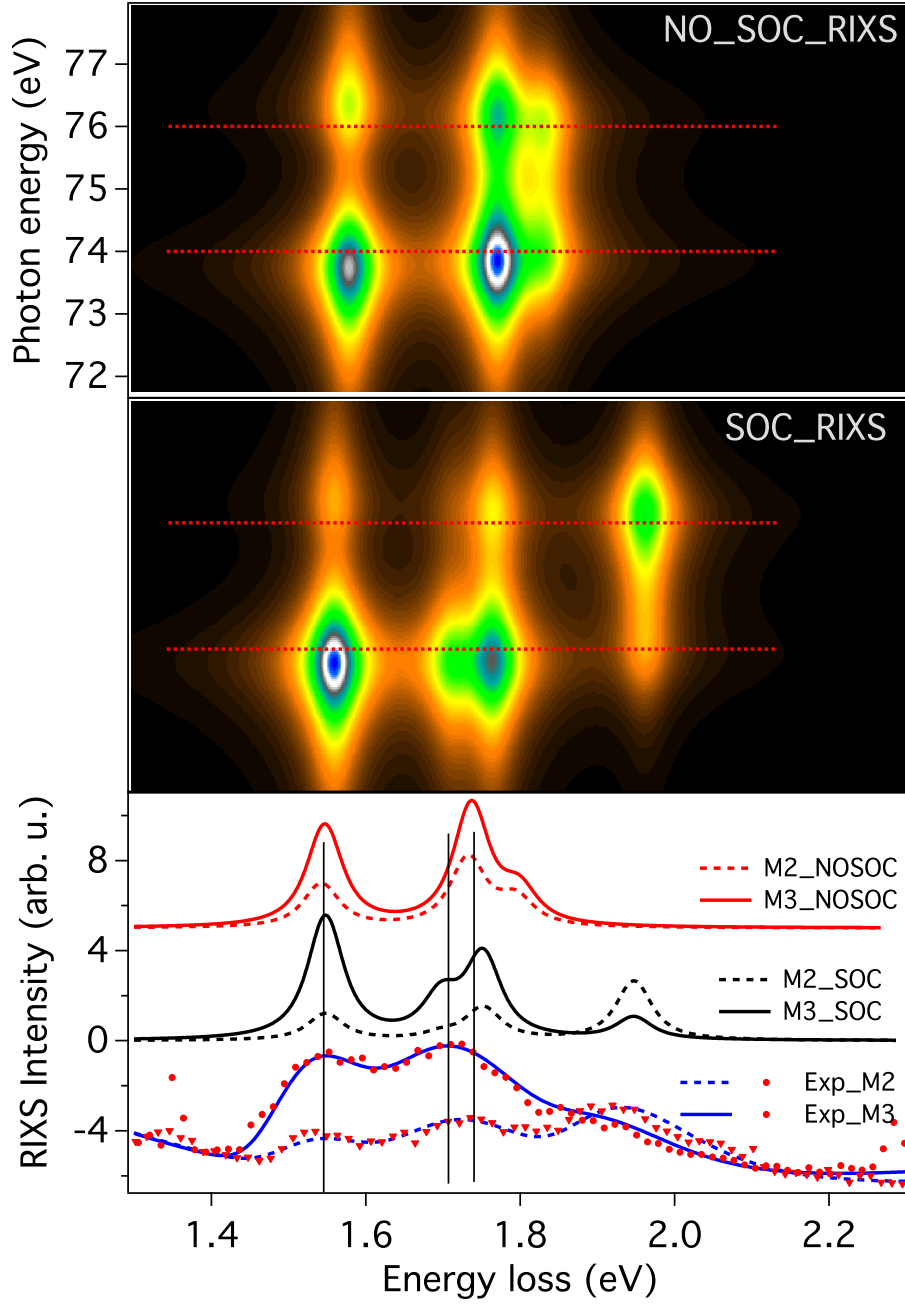 NO_SOC_RIXS
Photon energy (eV)
77
76
75
74
73
72
SOC_RIXS
RIXS Intensity (arb. u.)
8
4
0
-4
M2_NOSOC
M3_NOSOC
M2_SOC
M3_SOC
Exp_M2
Exp_M3
1.4 1.6 1.8 2.0 2.2
Energy loss (eV)